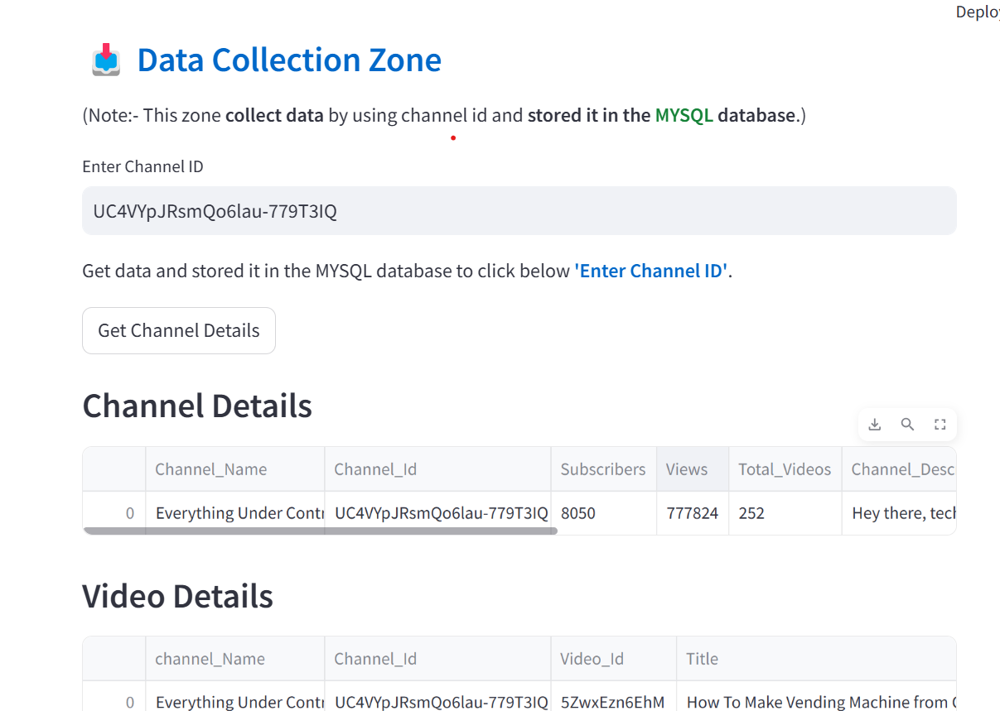 Deploy
Data Collection Zone
(Note:- This zone collect data by using channel id and stored it in the MYSQL database.)
Enter Channel ID
UC4VYpJRsmQo6lau-779T3IQ
Get data and stored it in the MYSQL database to click below 'Enter Channel ID'.
Get Channel Details
Channel Details
Channel_Name Channel_Id Subscribers Views Total_Videos Channel_Desc
0 Everything Under Contr UC4VYpJRsmQo6lau-779T3IQ 8050 777824 252 Hey there, tech
Video Details
channel_Name Channel_Id Video_Id Title
0 Everything Under Contr UC4VYpJRsmQo6lau-779T3IQ 5ZwxEzn6EhM How To Make Vending Machine from